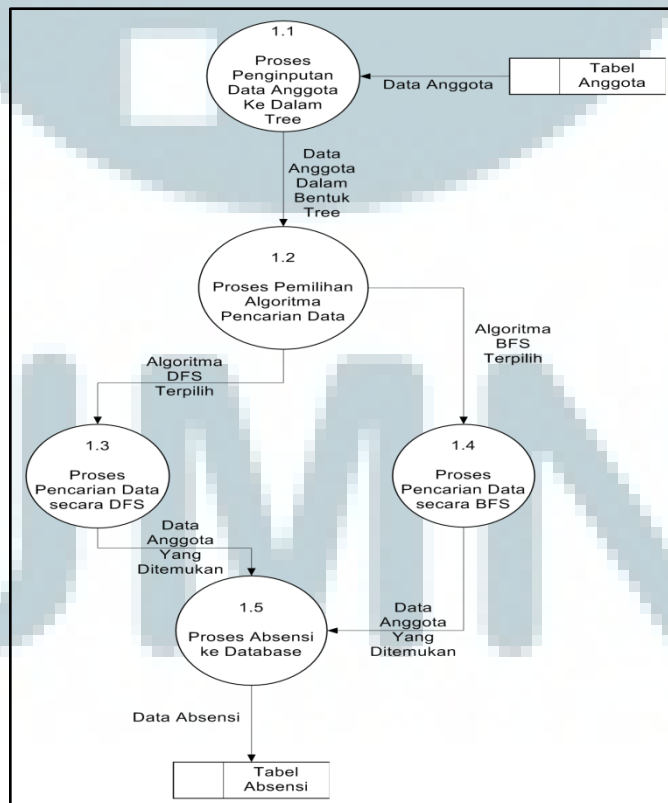 1.1
Proses
Penginputan
Data Anggota
Ke Dalam
Tree
Data Anggota
Tabel
Anggota
Data
Anggota
Dalam
Bentuk
Tree
1.2
Proses Pemilihan
Algoritma
Pencarian Data
Algoritma
DFS
Terpilih
Algoritma
BFS
Terpilih
1.3
Proses
Pencarian Data
secara DFS
1.4
Proses
Pencarian Data
secara BFS
Data
Anggota
Yang
Ditemukan
Data
Anggota
Yang
Ditemukan
1.5
Proses Absensi
ke Database
Data Absensi
Tabel
Absensi
UMN